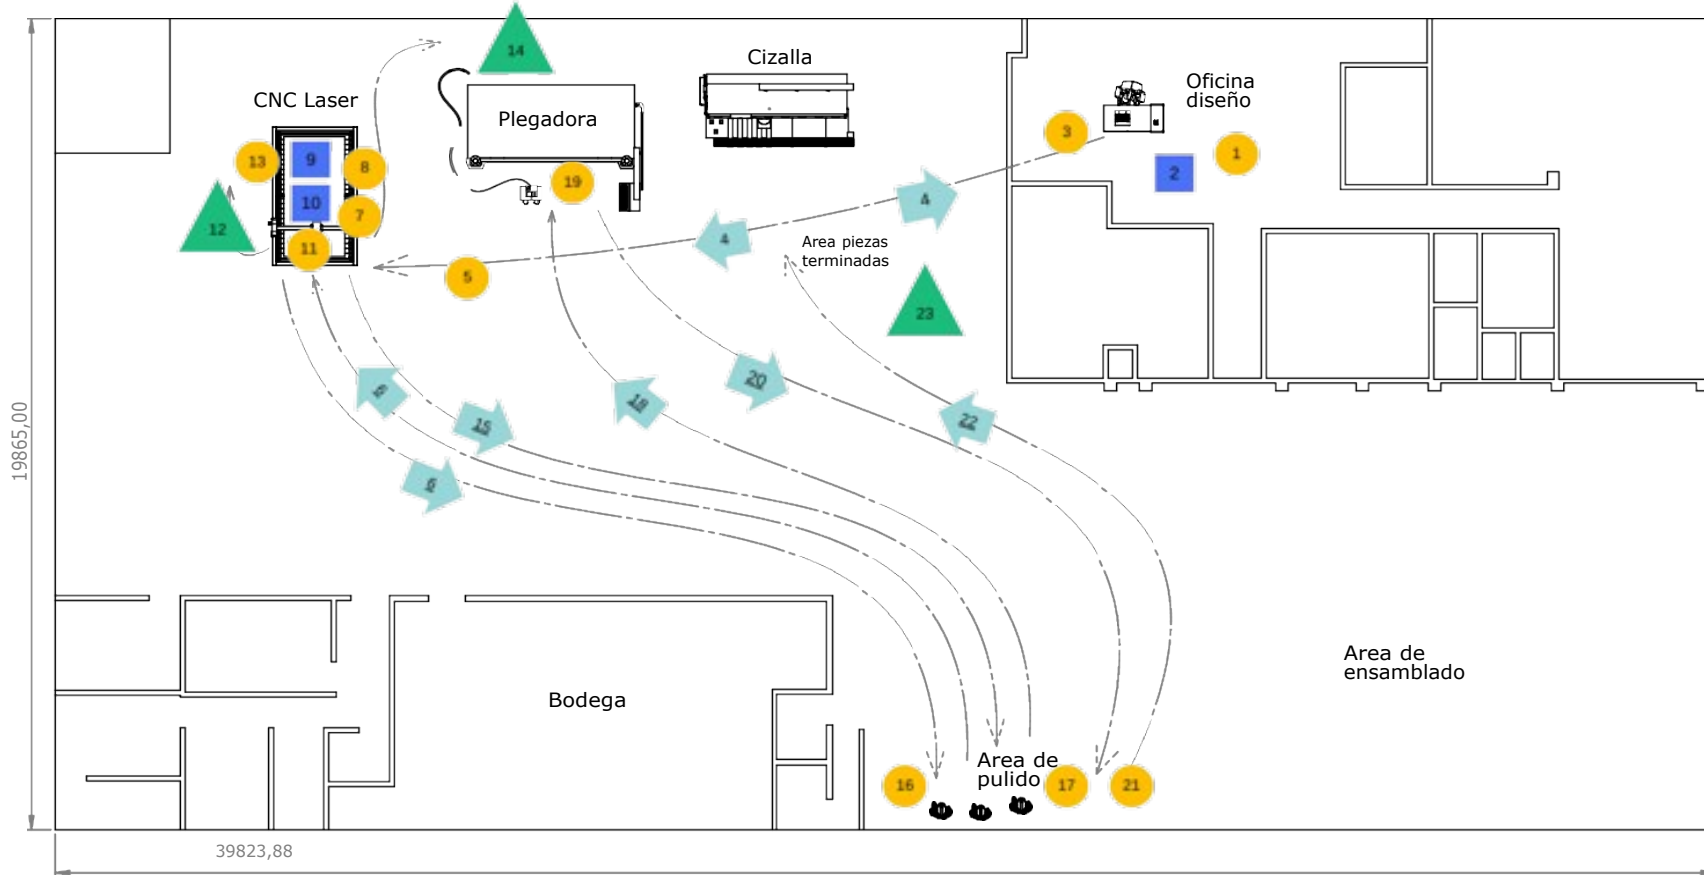 14
Cizalla
Oficina
diseño
CNC Laser
Plegadora
3
1
13
9
8
2
19
10
7
4
12
4
11
Area piezas
terminadas
5
23
20
18
6
15
22
6
19865,00
Area de
ensamblado
Bodega
Area de
pulido
16
17
21
39823,88